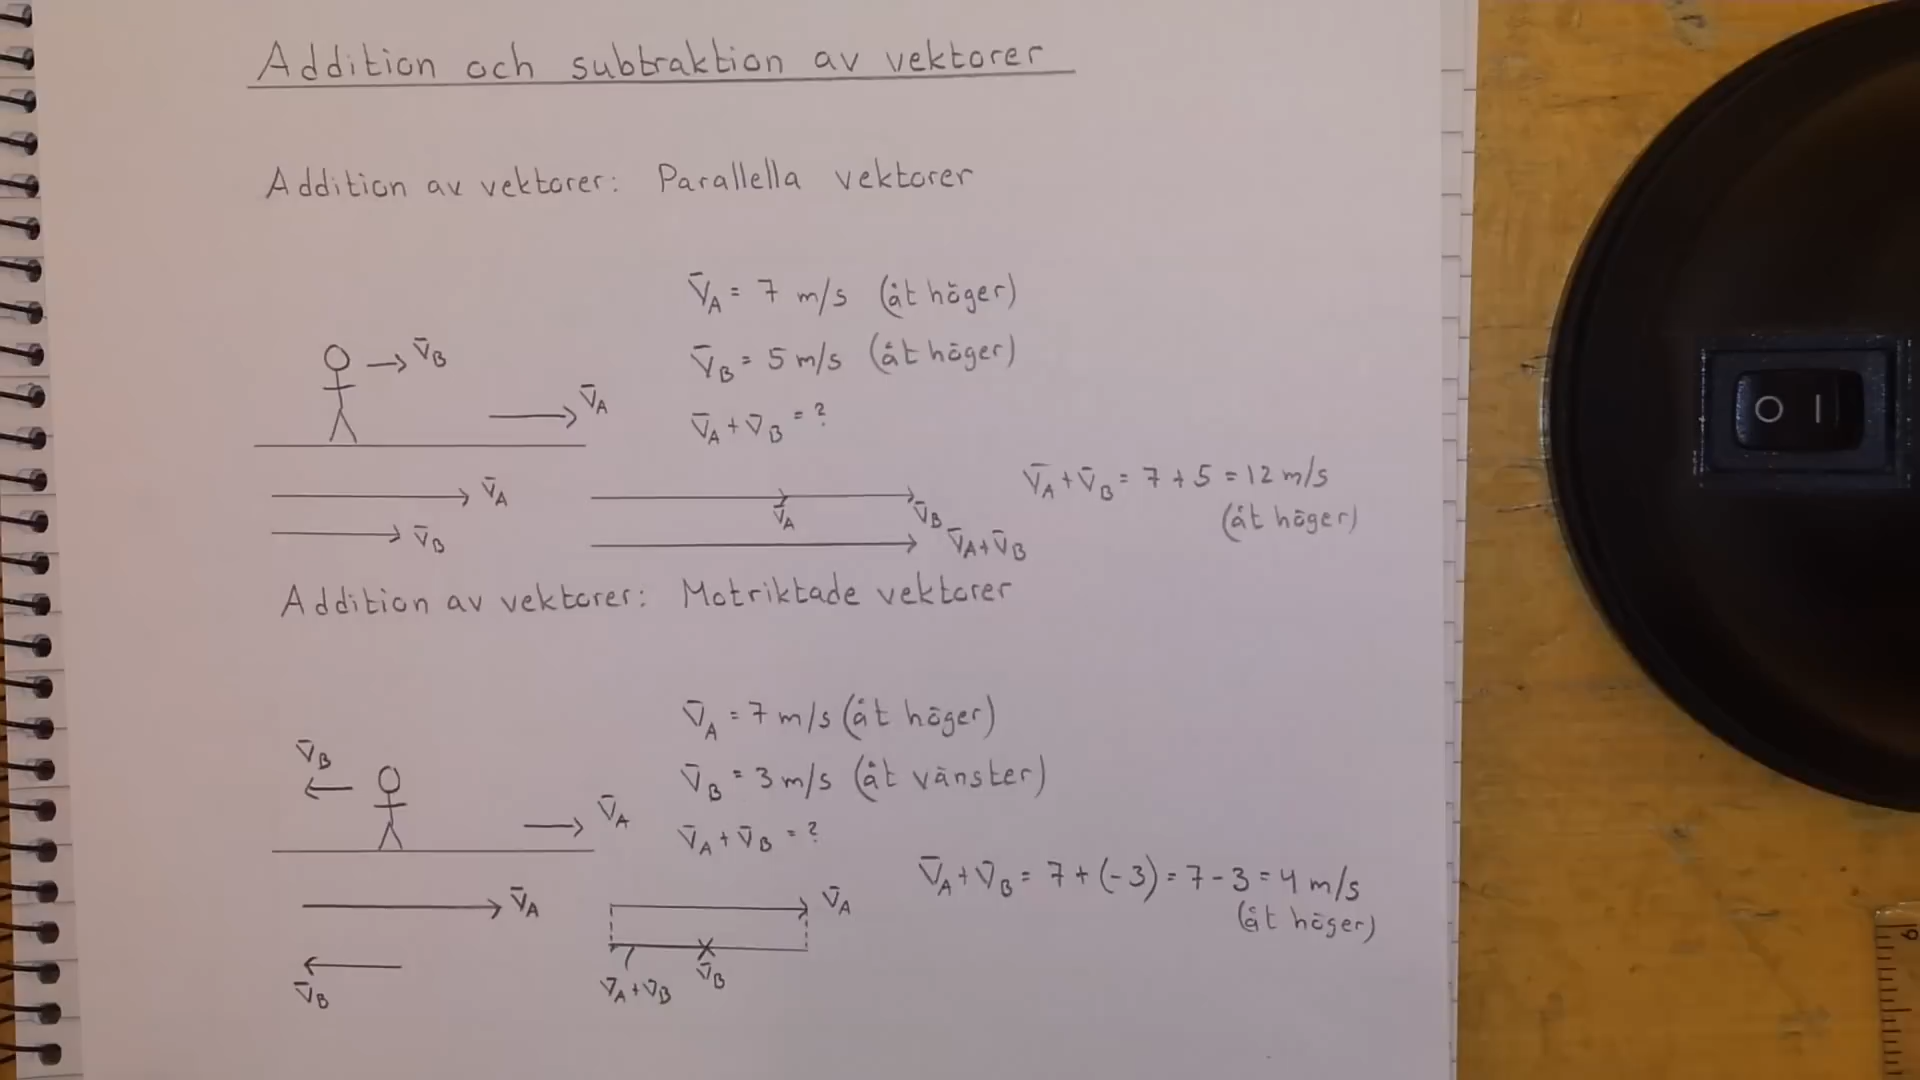 Addition och subtraktion av vektorer
Addition av vektorer: Parallella vektorer
V̄A = 7 m/s (åt höger)
V̄B = 5 m/s (åt höger)
V̄A + V̄B = ?
V̄B
V̄A
V̄A
V̄B
V̄A
V̄B
V̄A+V̄B
V̄A + V̄B = 7 + 5 = 12 m/s
(åt höger)
Addition av vektorer: Motriktade vektorer
V̄A = 7 m/s (åt höger)
V̄B = 3 m/s (åt vänster)
V̄A + V̄B = ?
V̄B
V̄A
V̄A
V̄B
V̄A
V̄B
V̄A+V̄B
V̄A + V̄B = 7 + (-3) = 7 - 3 = 4 m/s
(åt höger)
O I
9